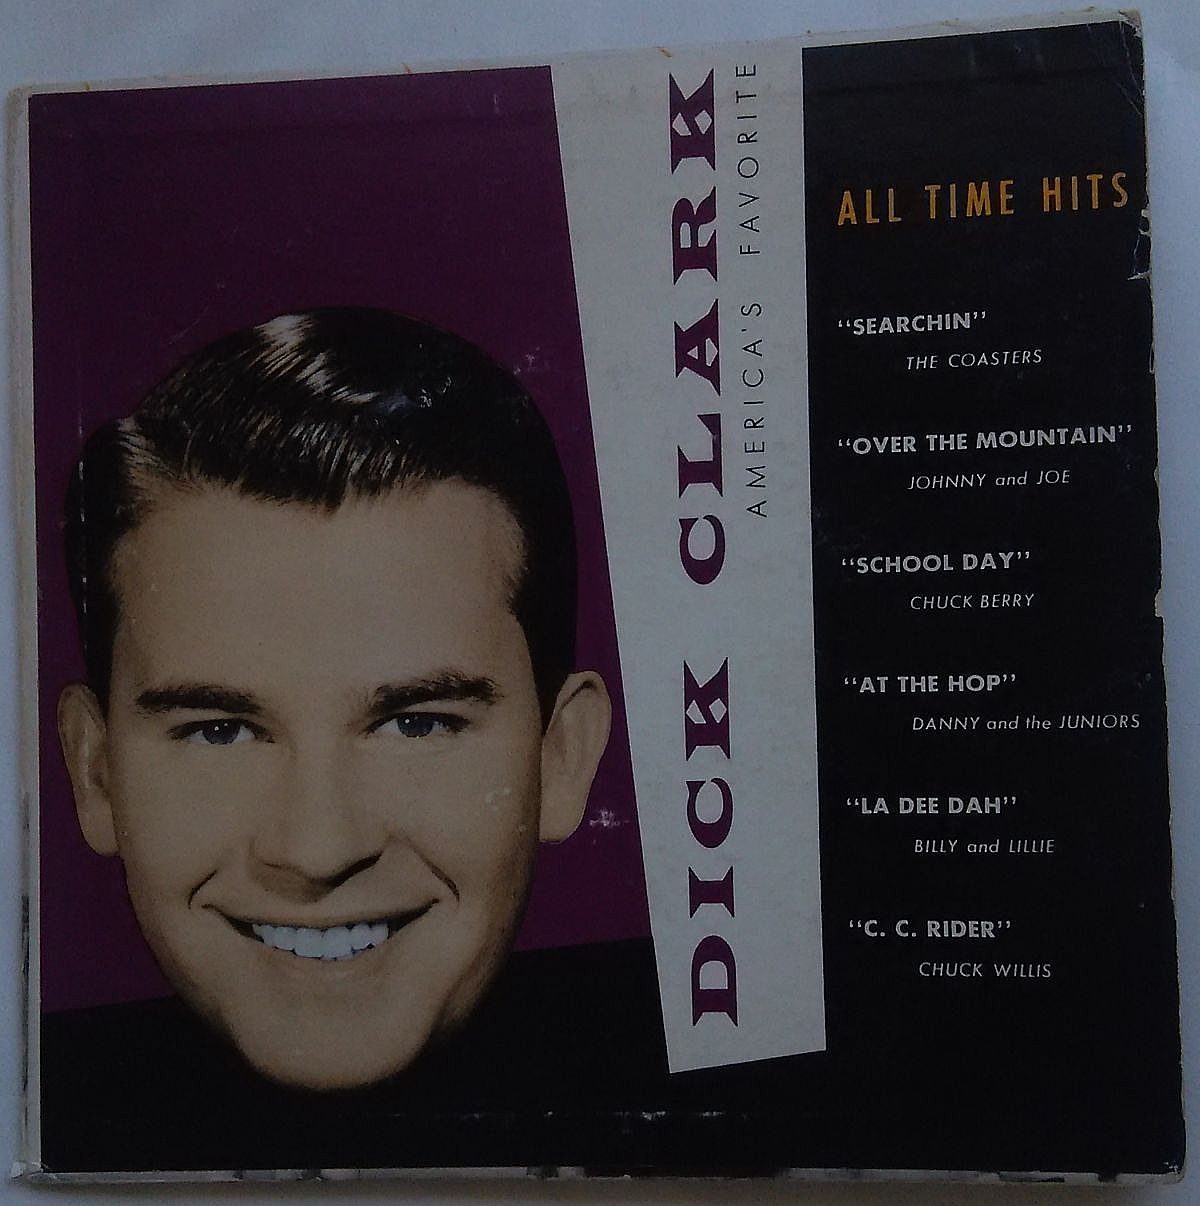 DICK CLARK
AMERICA'S FAVORITE
ALL TIME HITS
"SEARCHIN"
THE COASTERS
"OVER THE MOUNTAIN"
JOHNNY and JOE
"SCHOOL DAY"
CHUCK BERRY
"AT THE HOP"
DANNY and the JUNIORS
"LA DEE DAH"
BILLY and LILLIE
"C. C. RIDER"
CHUCK WILLIS